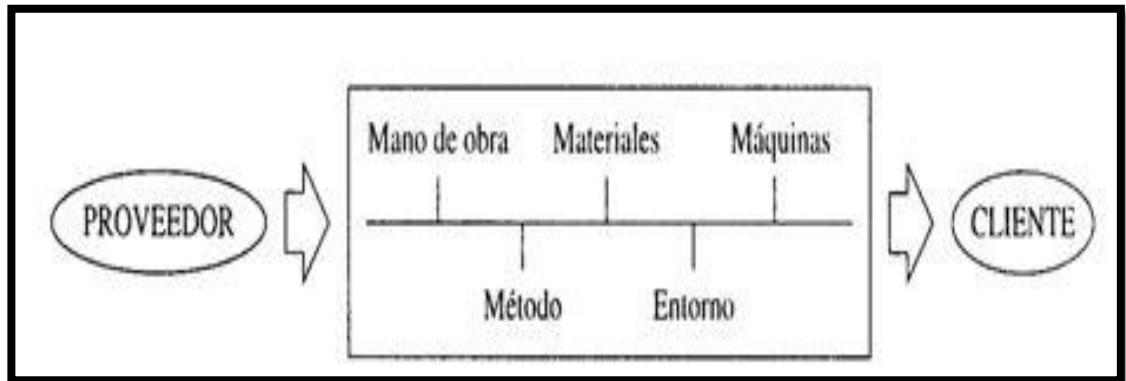 Mano de obra Materiales Máquinas
PROVEEDOR CLIENTE
Método Entorno